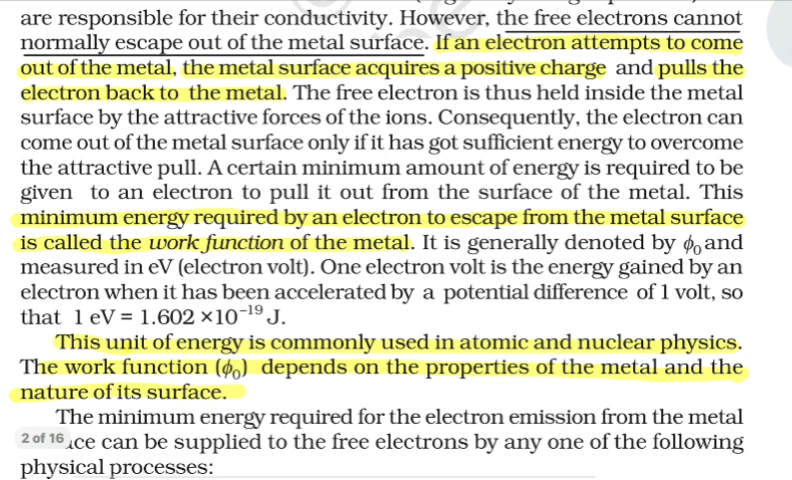 are responsible for their conductivity. However, the free electrons cannot
normally escape out of the metal surface. If an electron attempts to come
out of the metal, the metal surface acquires a positive charge and pulls the
electron back to the metal. The free electron is thus held inside the metal
surface by the attractive forces of the ions. Consequently, the electron can
come out of the metal surface only if it has got sufficient energy to overcome
the attractive pull. A certain minimum amount of energy is required to be
given to an electron to pull it out from the surface of the metal. This
minimum energy required by an electron to escape from the metal surface
is called the work function of the metal. It is generally denoted by ϕ₀ and
measured in eV (electron volt). One electron volt is the energy gained by an
electron when it has been accelerated by a potential difference of 1 volt, so
that 1 eV = 1.602 ×10⁻¹⁹ J.
This unit of energy is commonly used in atomic and nuclear physics.
The work function (ϕ₀) depends on the properties of the metal and the
nature of its surface.
The minimum energy required for the electron emission from the metal
2 of 16 ace can be supplied to the free electrons by any one of the following
physical processes: